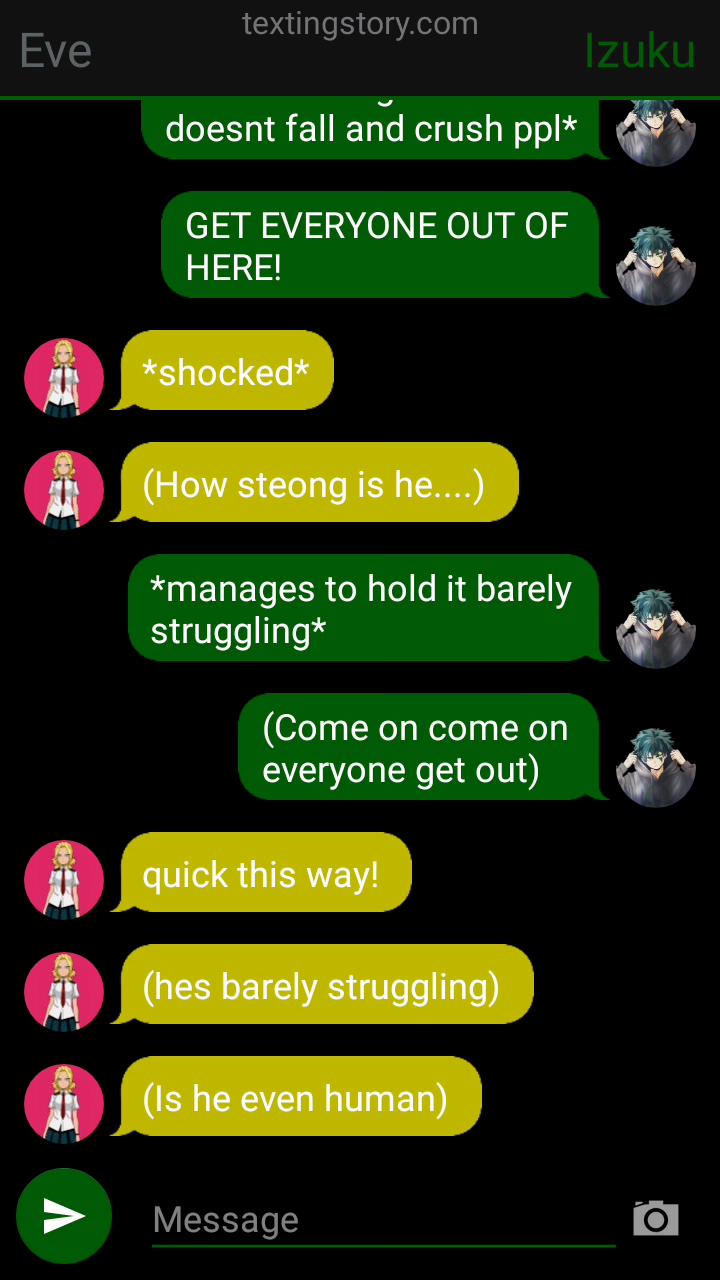 textingstory.com
Eve
Izuku
doesnt fall and crush ppl*
GET EVERYONE OUT OF
HERE!
*shocked*
(How steong is he....)
*manages to hold it barely
struggling*
(Come on come on
everyone get out)
quick this way!
(hes barely struggling)
(Is he even human)
Message